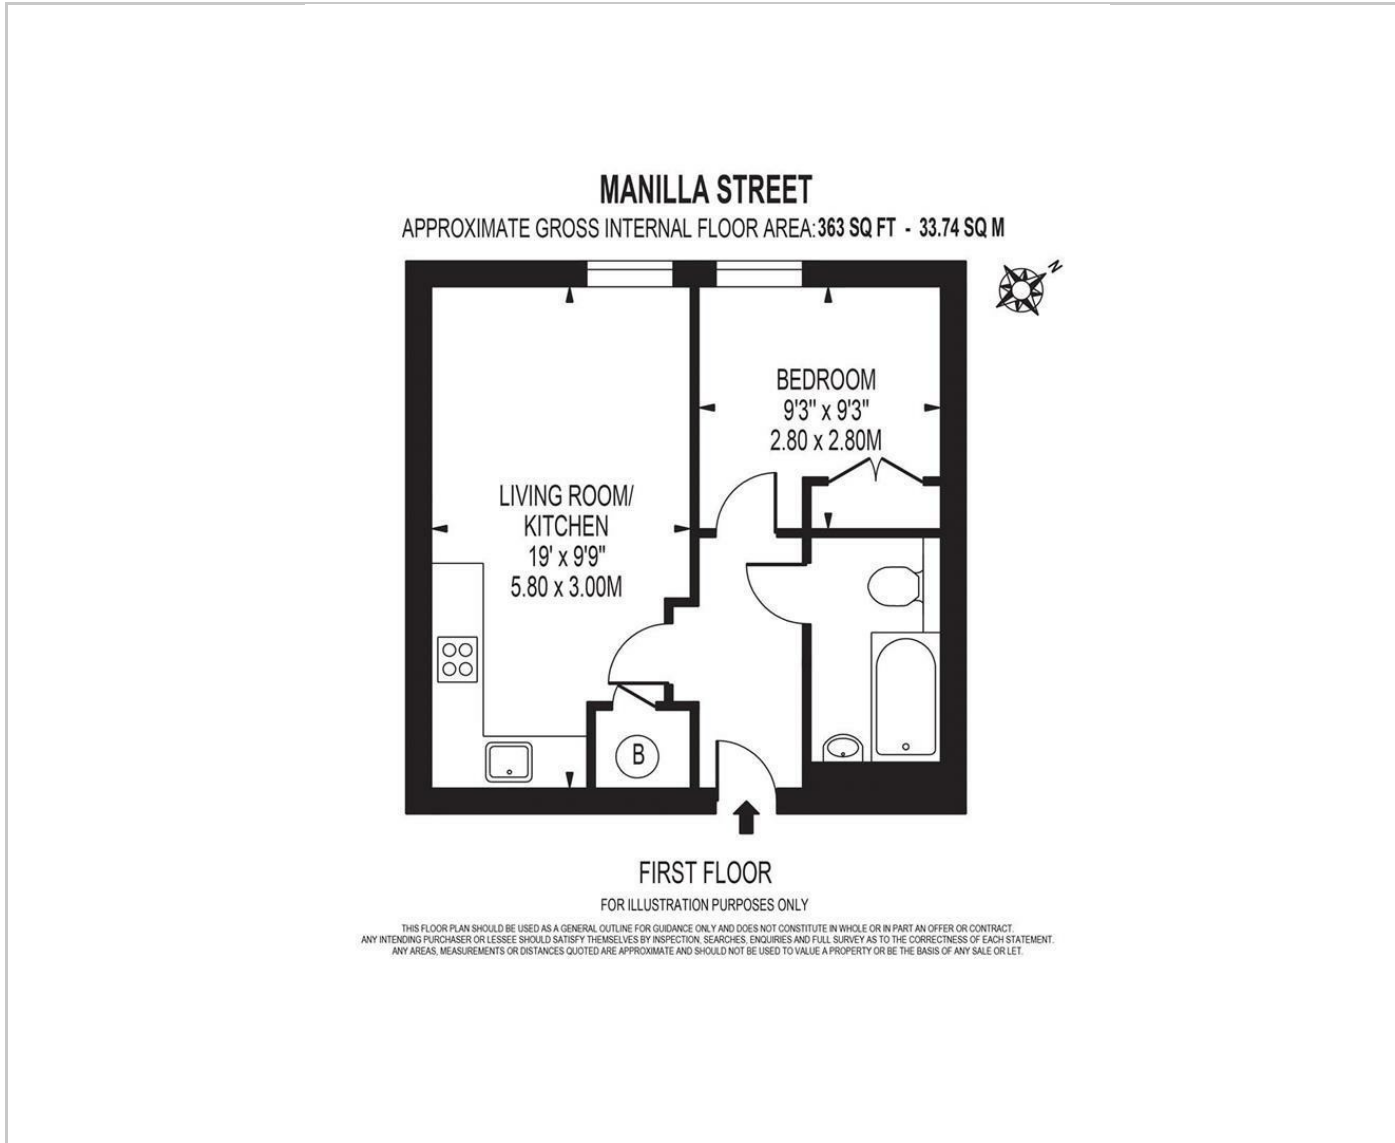 MANILLA STREET
APPROXIMATE GROSS INTERNAL FLOOR AREA: 363 SQ FT - 33.74 SQ M
N
BEDROOM
9'3" x 9'3"
2.80 x 2.80M
LIVING ROOM/
KITCHEN
19' x 9'9"
5.80 x 3.00M
B
FIRST FLOOR
FOR ILLUSTRATION PURPOSES ONLY
THIS FLOOR PLAN SHOULD BE USED AS A GENERAL OUTLINE FOR GUIDANCE ONLY AND DOES NOT CONSTITUTE IN WHOLE OR IN PART AN OFFER OR CONTRACT.
ANY INTENDING PURCHASER OR LESSEE SHOULD SATISFY THEMSELVES BY INSPECTION, SEARCHES, ENQUIRIES AND FULL SURVEY AS TO THE CORRECTNESS OF EACH STATEMENT.
ANY AREAS, MEASUREMENTS OR DISTANCES QUOTED ARE APPROXIMATE AND SHOULD NOT BE USED TO VALUE A PROPERTY OR BE THE BASIS OF ANY SALE OR LET.